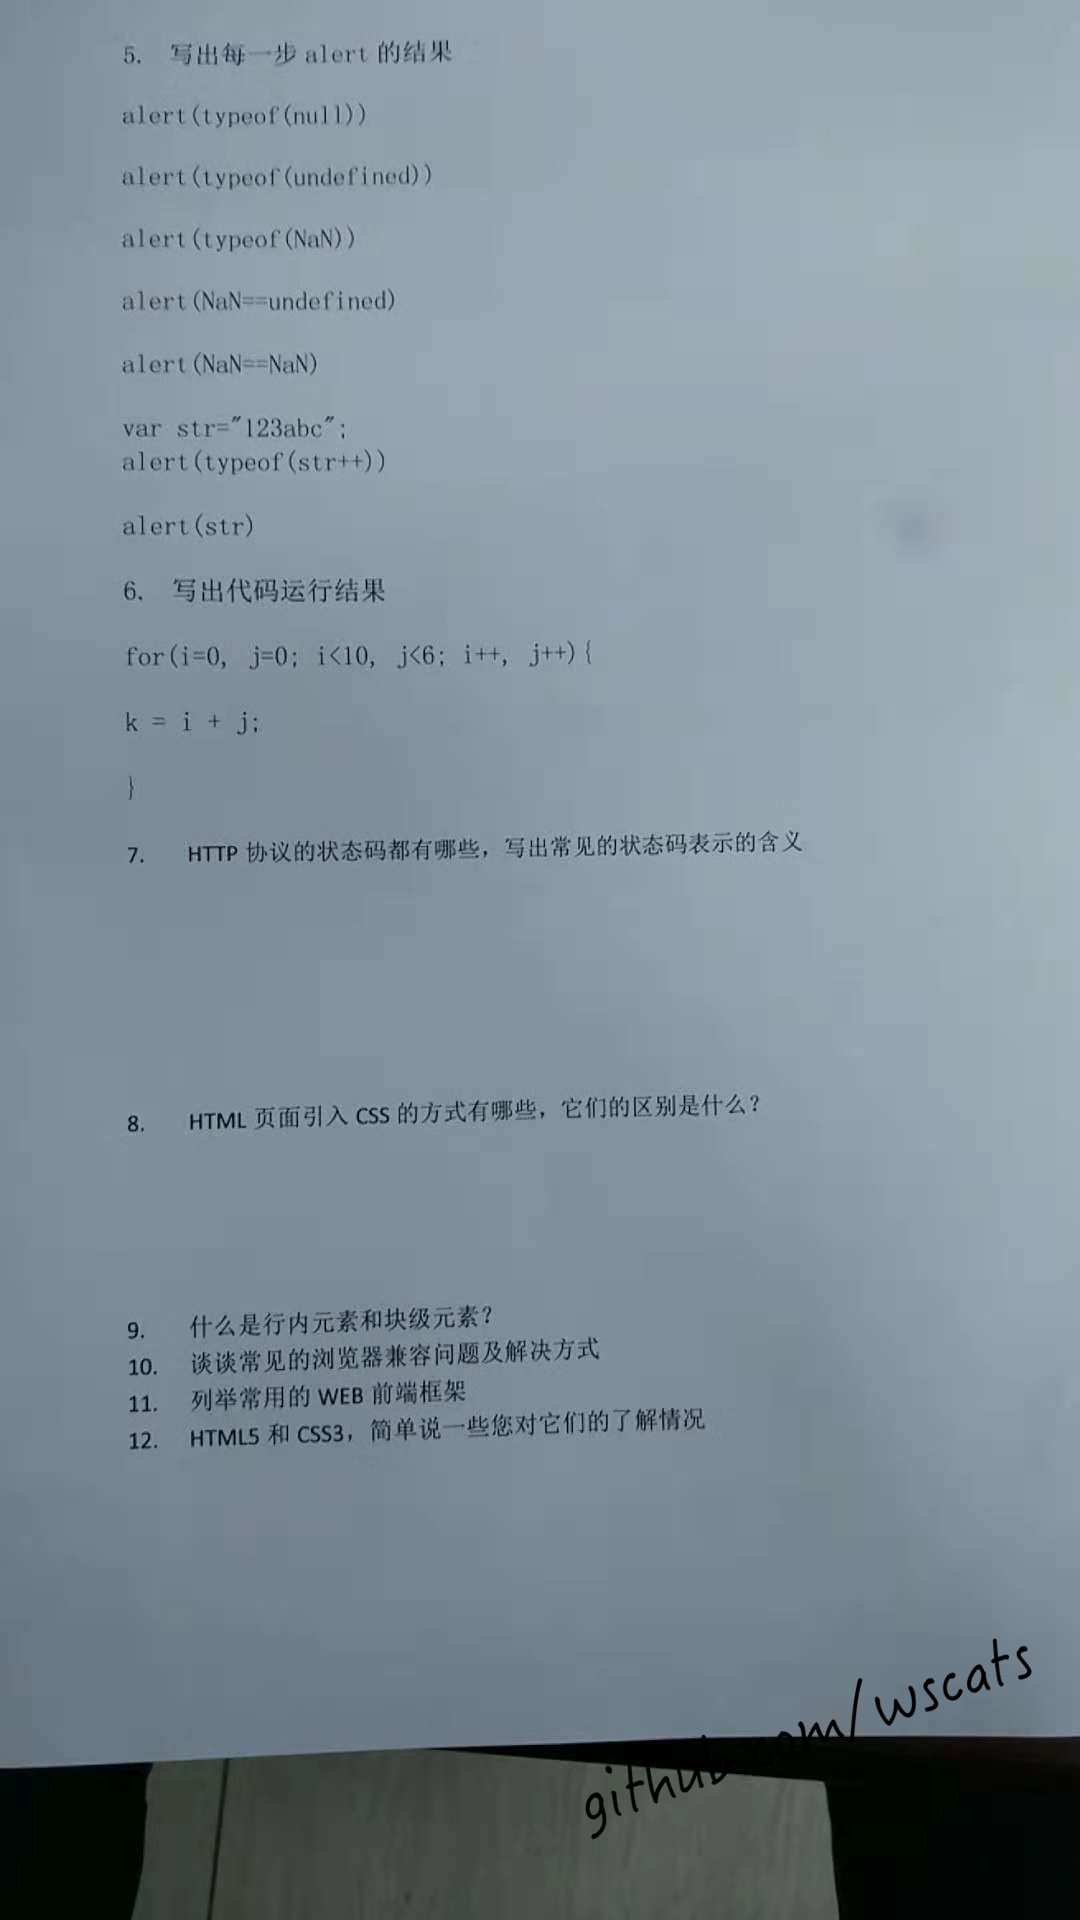 5. 写出每一步 alert 的结果
alert(typeof(null))
alert(typeof(undefined))
alert(typeof(NaN))
alert(NaN==undefined)
alert(NaN==NaN)
var str="123abc";
alert(typeof(str++))
alert(str)
6. 写出代码运行结果
for(i=0, j=0; i<10, j<6; i++, j++){
k = i + j;
}
7. HTTP 协议的状态码都有哪些，写出常见的状态码表示的含义
8. HTML 页面引入 CSS 的方式有哪些，它们的区别是什么？
9. 什么是行内元素和块级元素？
10. 谈谈常见的浏览器兼容问题及解决方式
11. 列举常用的 WEB 前端框架
12. HTML5 和 CSS3，简单说一些您对它们的了解情况
github.com/wscats